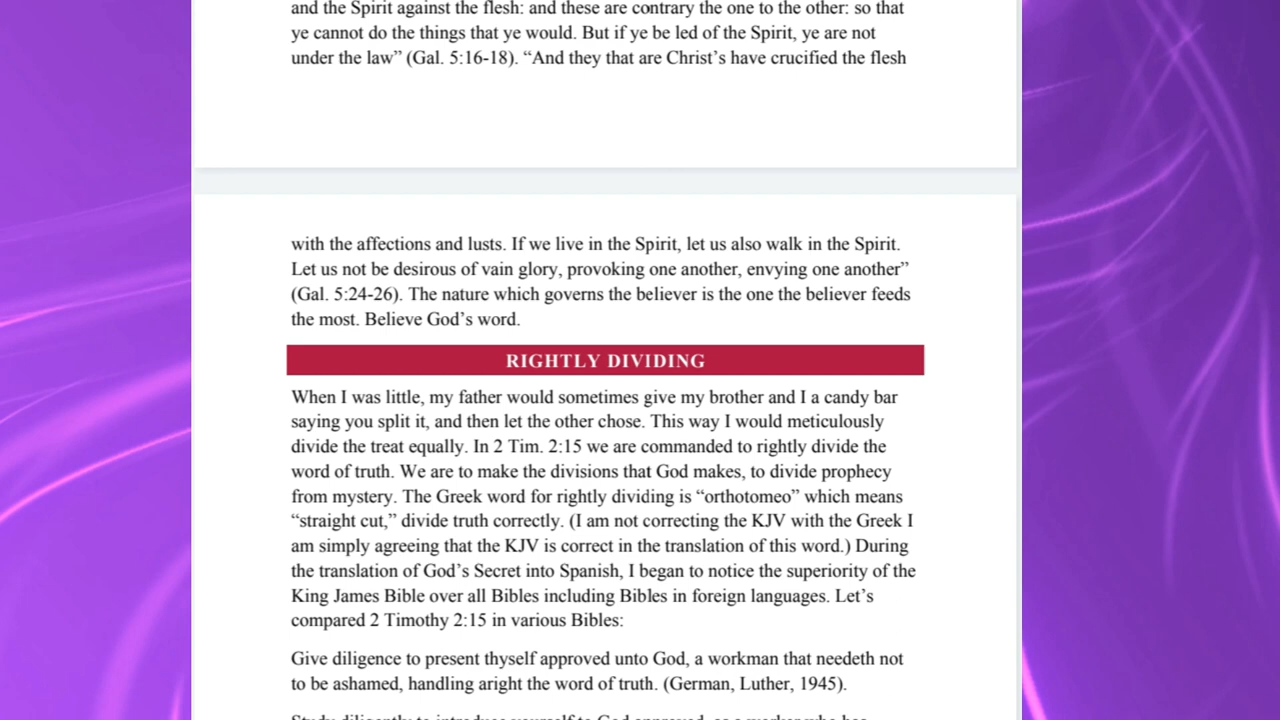 and the Spirit against the flesh: and these are contrary the one to the other: so that
ye cannot do the things that ye would. But if ye be led of the Spirit, ye are not
under the law” (Gal. 5:16-18). “And they that are Christ’s have crucified the flesh
with the affections and lusts. If we live in the Spirit, let us also walk in the Spirit.
Let us not be desirous of vain glory, provoking one another, envying one another”
(Gal. 5:24-26). The nature which governs the believer is the one the believer feeds
the most. Believe God’s word.
RIGHTLY DIVIDING
When I was little, my father would sometimes give my brother and I a candy bar
saying you split it, and then let the other chose. This way I would meticulously
divide the treat equally. In 2 Tim. 2:15 we are commanded to rightly divide the
word of truth. We are to make the divisions that God makes, to divide prophecy
from mystery. The Greek word for rightly dividing is “orthotomeo” which means
“straight cut,” divide truth correctly. (I am not correcting the KJV with the Greek I
am simply agreeing that the KJV is correct in the translation of this word.) During
the translation of God’s Secret into Spanish, I began to notice the superiority of the
King James Bible over all Bibles including Bibles in foreign languages. Let’s
compared 2 Timothy 2:15 in various Bibles:
Give diligence to present thyself approved unto God, a workman that needeth not
to be ashamed, handling aright the word of truth. (German, Luther, 1945).
Study diligently to introduce yourself to God approved, as a worker who has